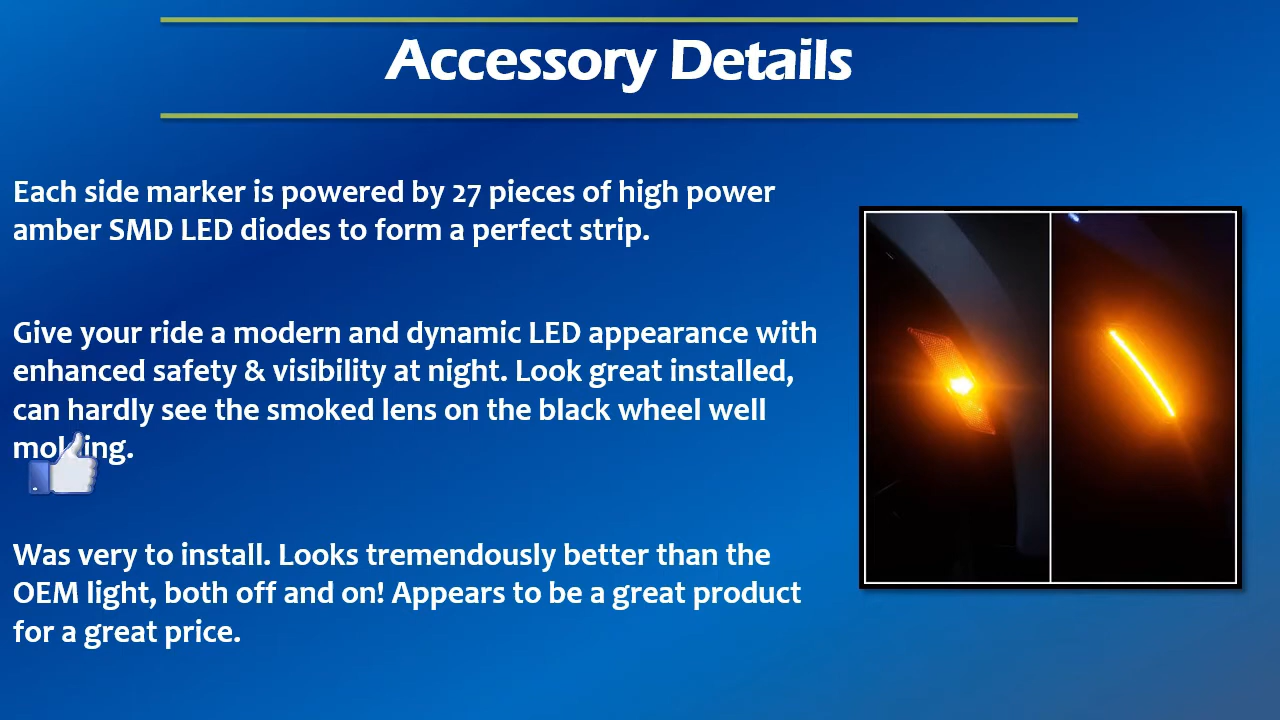 Accessory Details
Each side marker is powered by 27 pieces of high power
amber SMD LED diodes to form a perfect strip.
Give your ride a modern and dynamic LED appearance with
enhanced safety & visibility at night. Look great installed,
can hardly see the smoked lens on the black wheel well
Was very to install. Looks tremendously better than the
OEM light, both off and on! Appears to be a great product
for a great price.